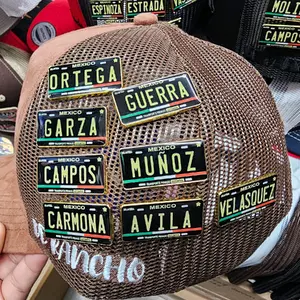 ESPINOZA
ESTRADA
MOLI
CAMPOS
MEXICO
ORTEGA
MEXICO
GUERRA
MEXICO
GARZA
MEXICO
CAMPOS
MEXICO
MUÑOZ
MEXICO
VELASQUEZ
MEXICO
CARMONA
MEXICO
AVILA
RANCHO